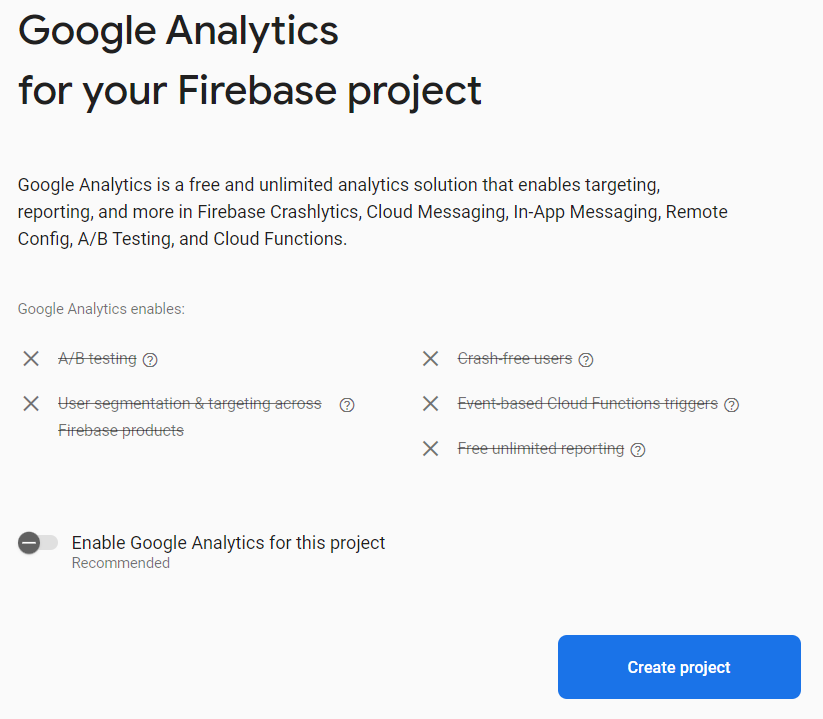 Google Analytics
for your Firebase project
Google Analytics is a free and unlimited analytics solution that enables targeting,
reporting, and more in Firebase Crashlytics, Cloud Messaging, In-App Messaging, Remote
Config, A/B Testing, and Cloud Functions.
Google Analytics enables:
A/B testing
User segmentation & targeting across
Firebase products
Crash-free users
Event-based Cloud Functions triggers
Free unlimited reporting
Enable Google Analytics for this project
Recommended
Create project